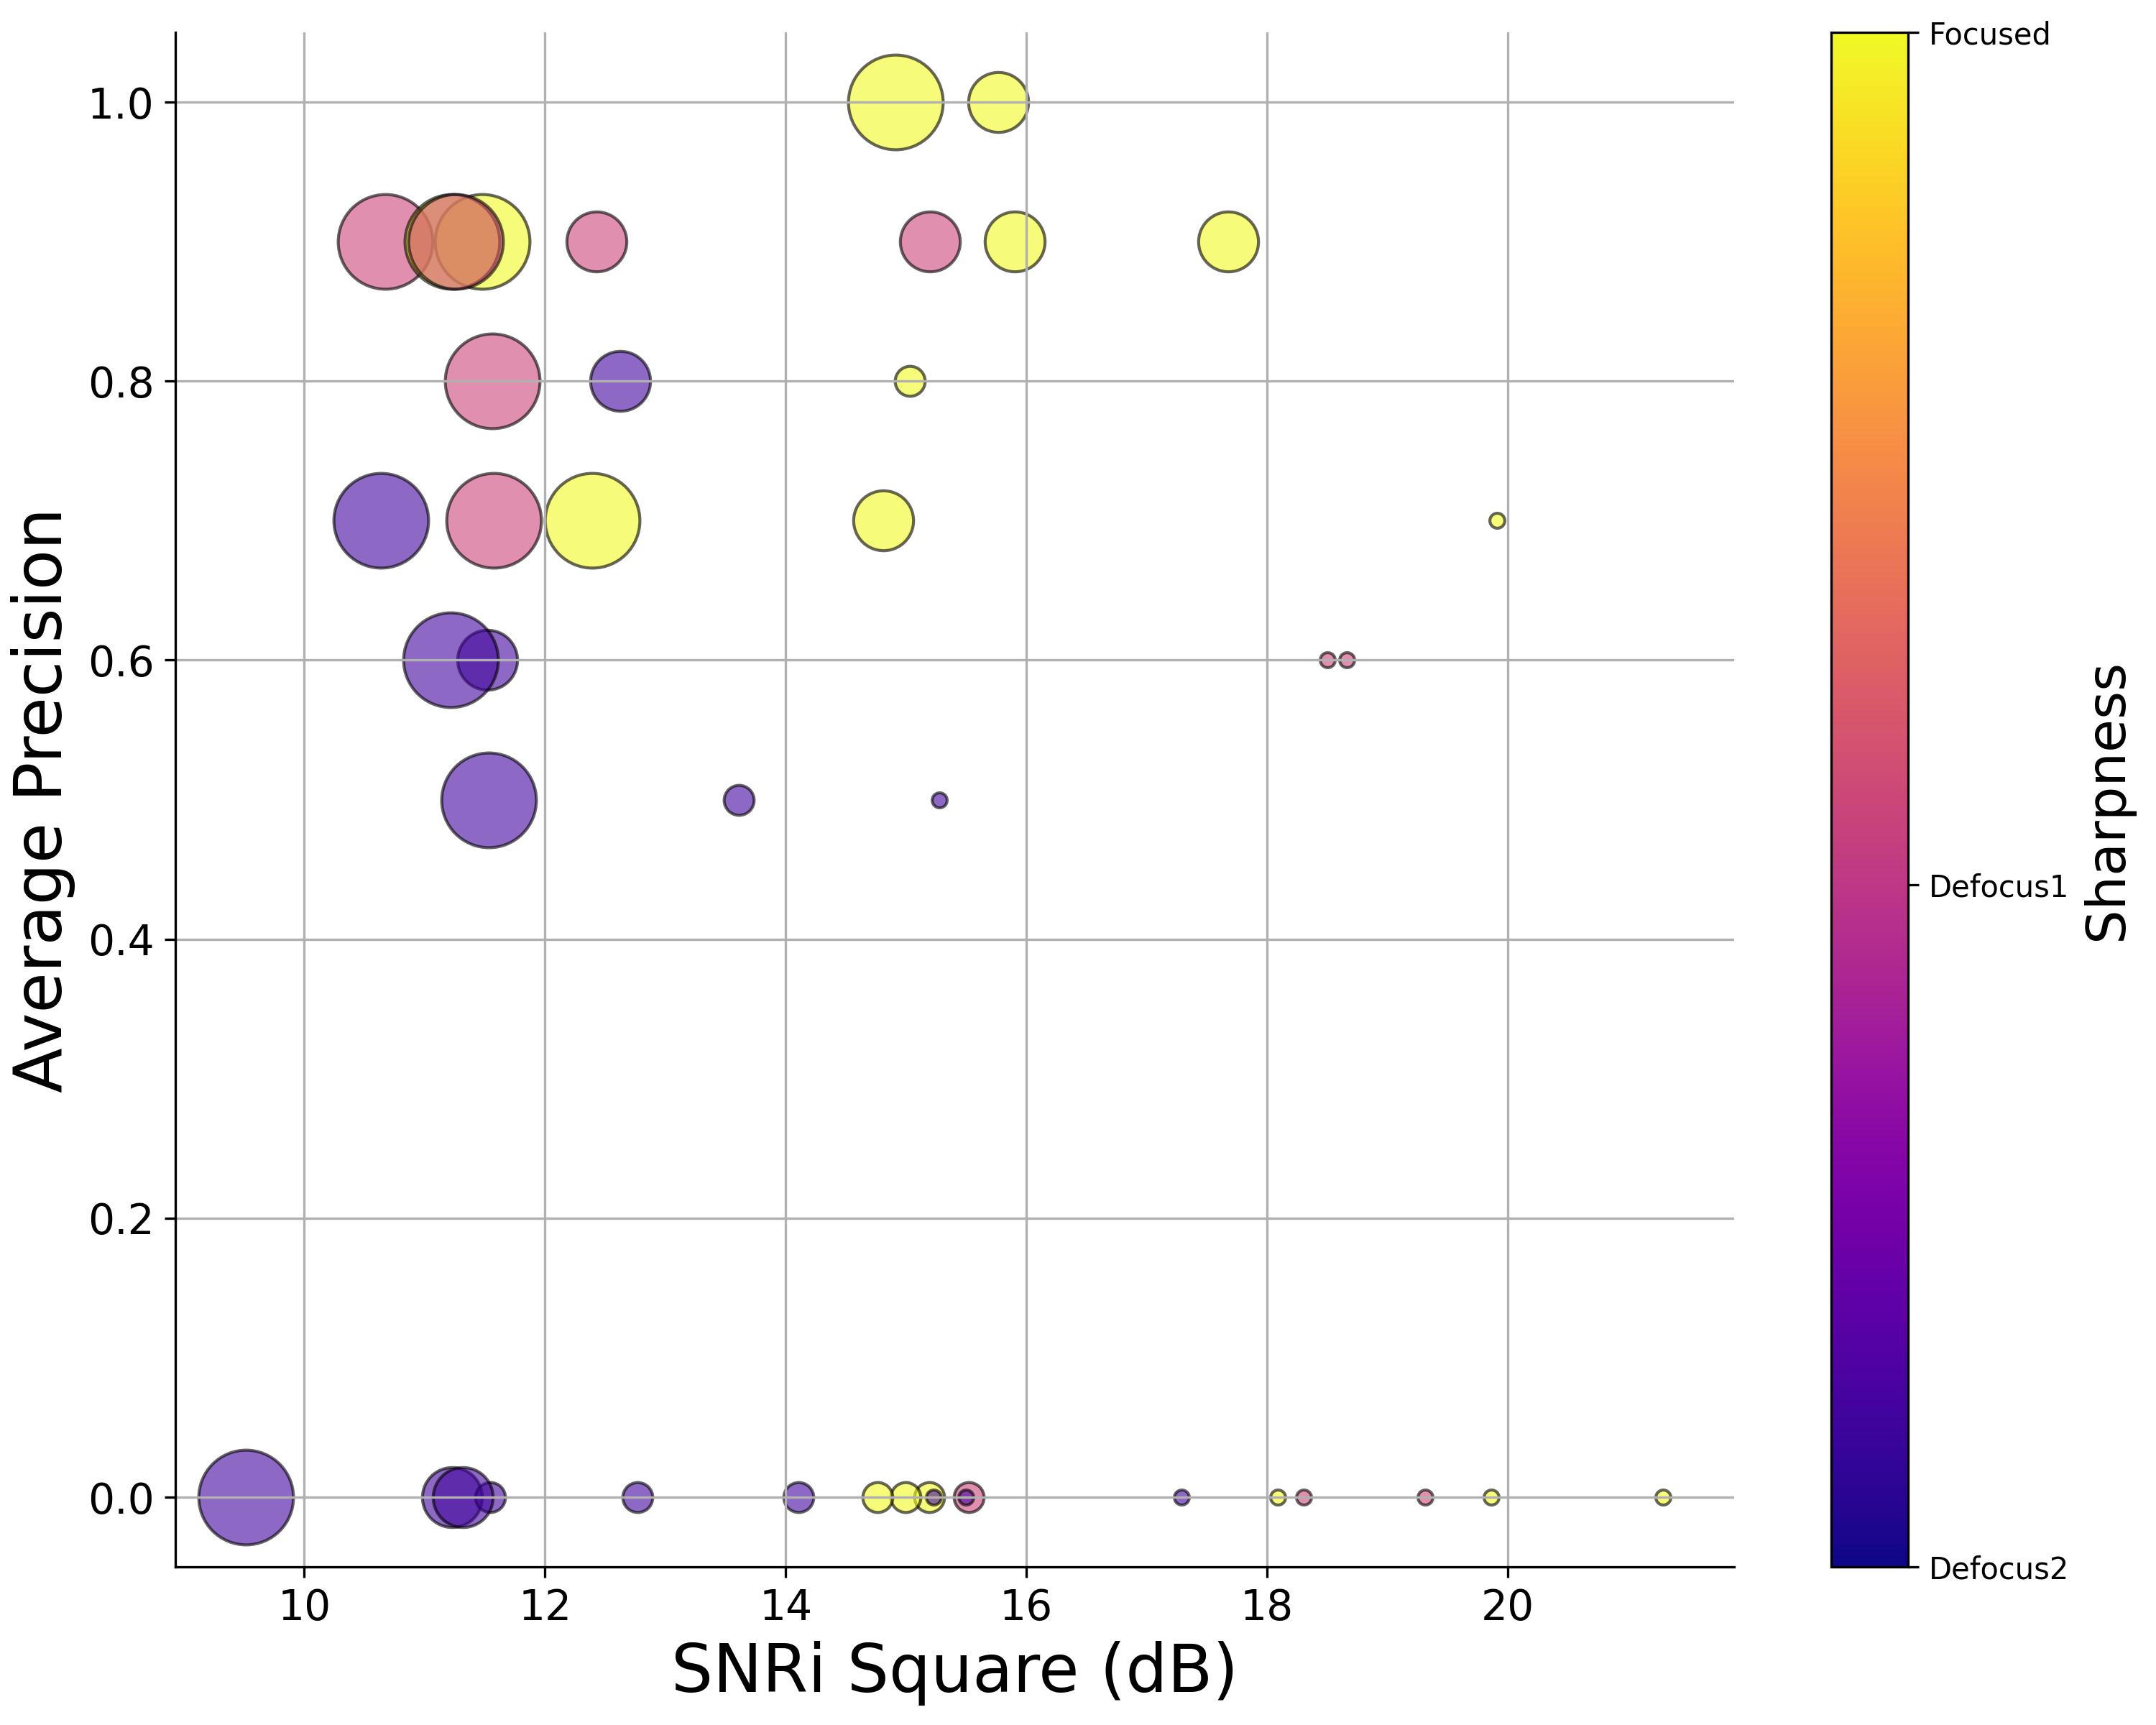 Average Precision
1.0
0.8
0.6
0.4
0.2
0.0
10 12 14 16 18 20
SNRi Square (dB)
Focused
Defocus1
Defocus2
Sharpness